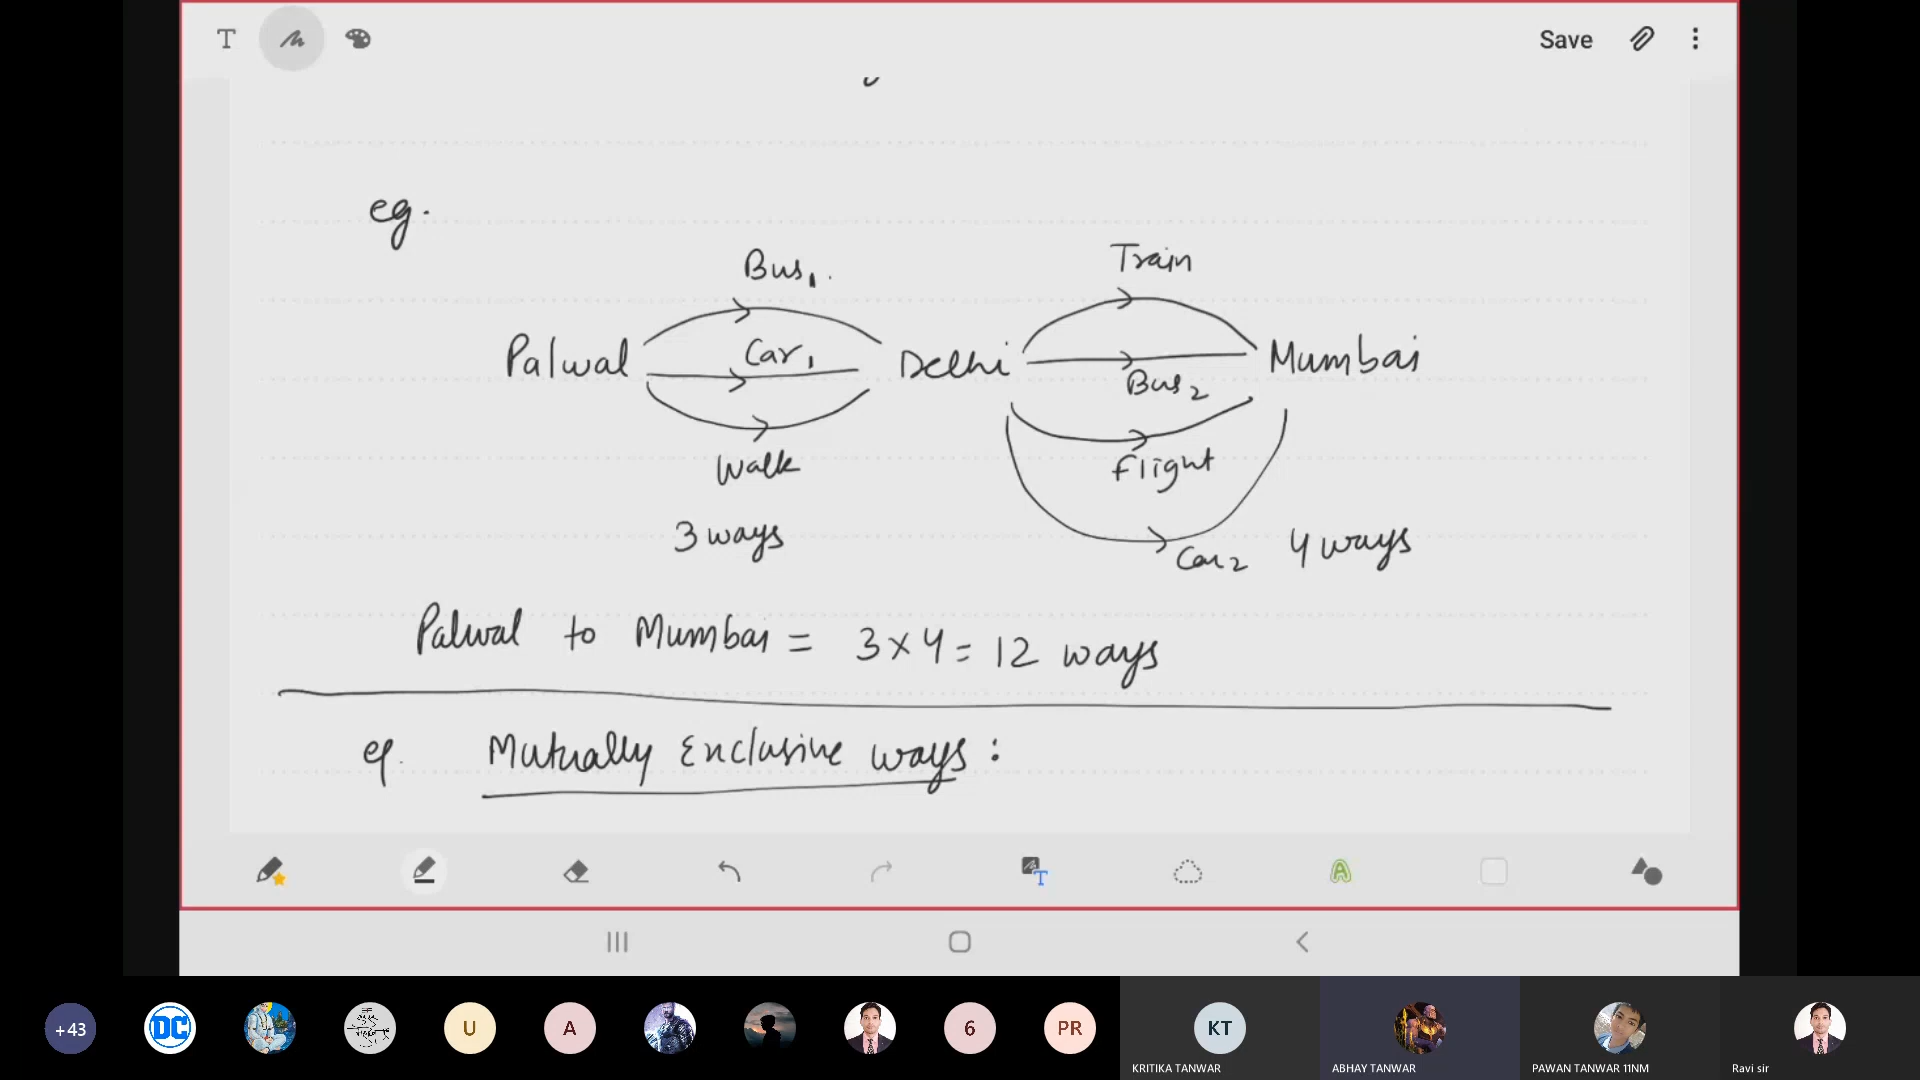 T Save
eg.
Bus1. Train
Palwal Car1 Delhi Bus2 Mumbai
Walk Flight
3 ways Car2 4 ways
Palwal to Mumbai = 3 x 4 = 12 ways
eg. Mutually Exclusive ways :
T A
+43 DC U A 6 PR KT
KRITIKA TANWAR ABHAY TANWAR PAWAN TANWAR 11NM Ravi sir